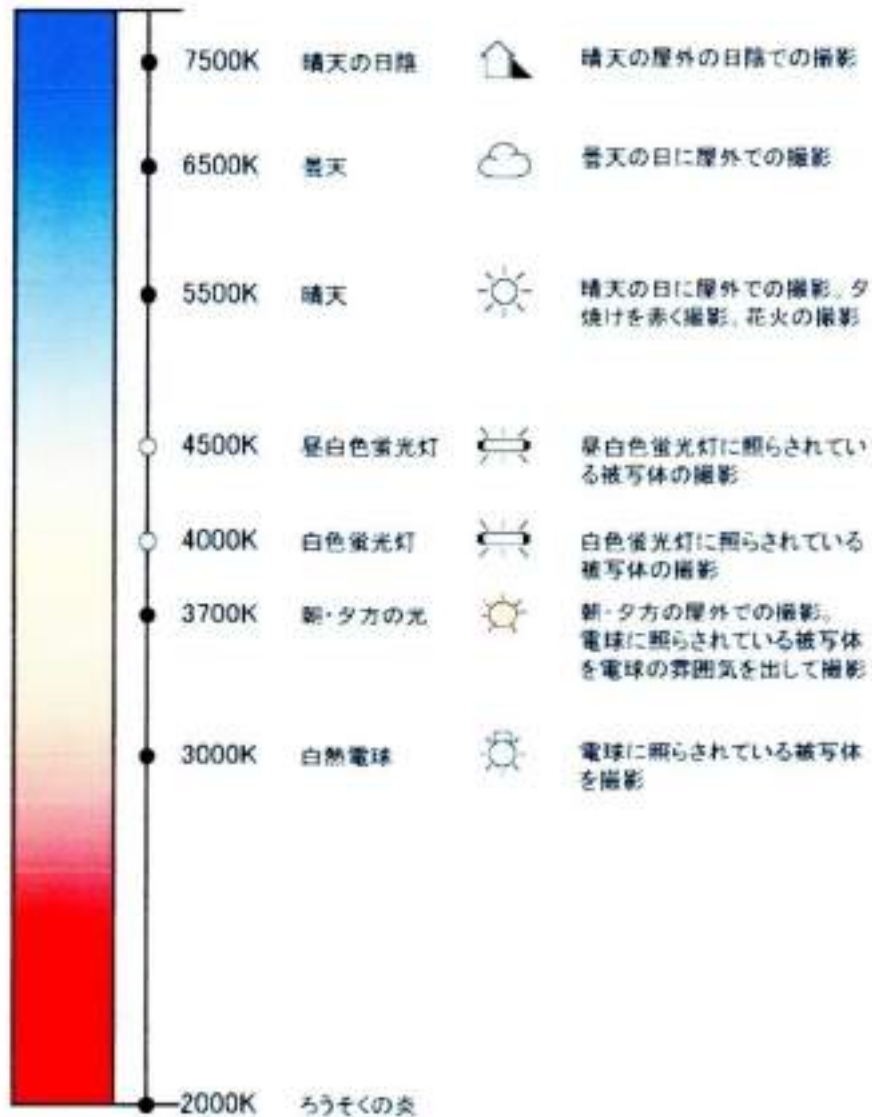 7500K 晴天の日陰 晴天の屋外の日陰での撮影
6500K 曇天 曇天の日に屋外での撮影
5500K 晴天 晴天の日に屋外での撮影。夕
焼けを赤く撮影。花火の撮影
4500K 昼白色蛍光灯 昼白色蛍光灯に照らされてい
る被写体の撮影
4000K 白色蛍光灯 白色蛍光灯に照らされている
被写体の撮影
3700K 朝・夕方の光 朝・夕方の屋外での撮影。
電球に照らされている被写体
を電球の雰囲気を出して撮影
3000K 白熱電球 電球に照らされている被写体
を撮影
2000K ろうそくの炎